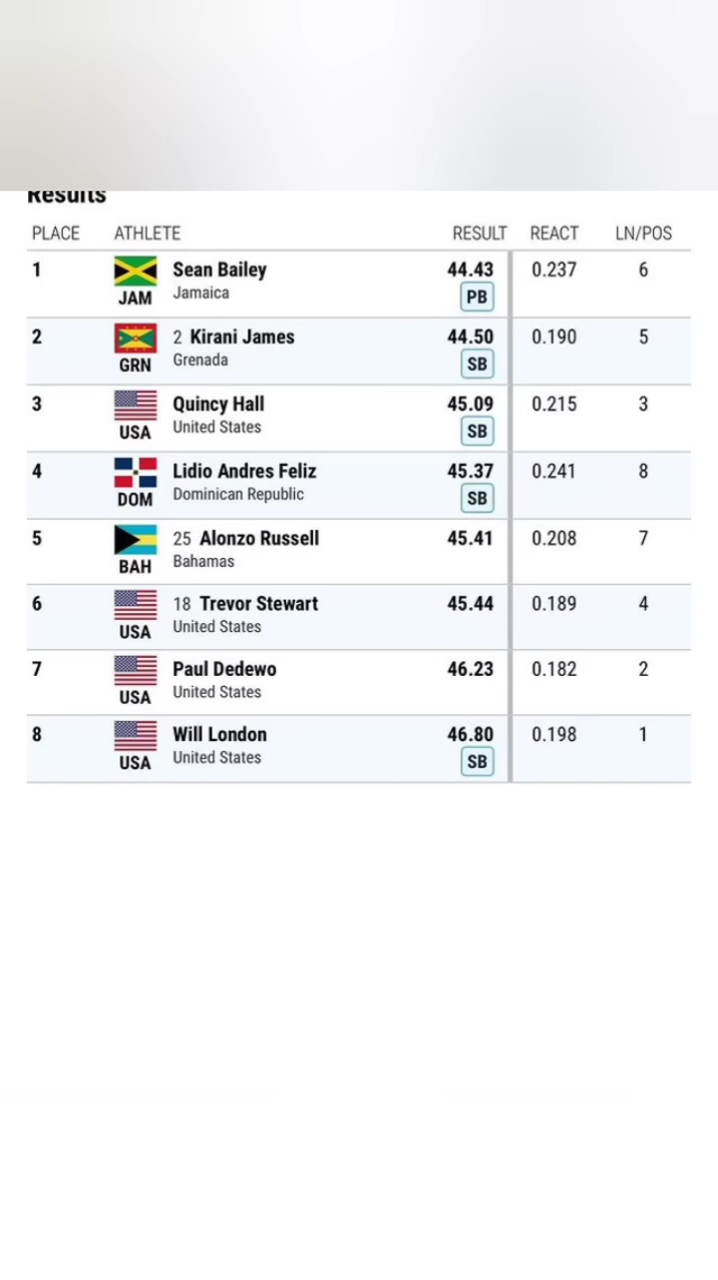 Results
PLACE ATHLETE RESULT REACT LN/POS
1 Sean Bailey 44.43 0.237 6
JAM Jamaica PB
2 2 Kirani James 44.50 0.190 5
GRN Grenada SB
3 Quincy Hall 45.09 0.215 3
USA United States SB
4 Lidio Andres Feliz 45.37 0.241 8
DOM Dominican Republic SB
5 25 Alonzo Russell 45.41 0.208 7
BAH Bahamas
6 18 Trevor Stewart 45.44 0.189 4
USA United States
7 Paul Dedewo 46.23 0.182 2
USA United States
8 Will London 46.80 0.198 1
USA United States SB